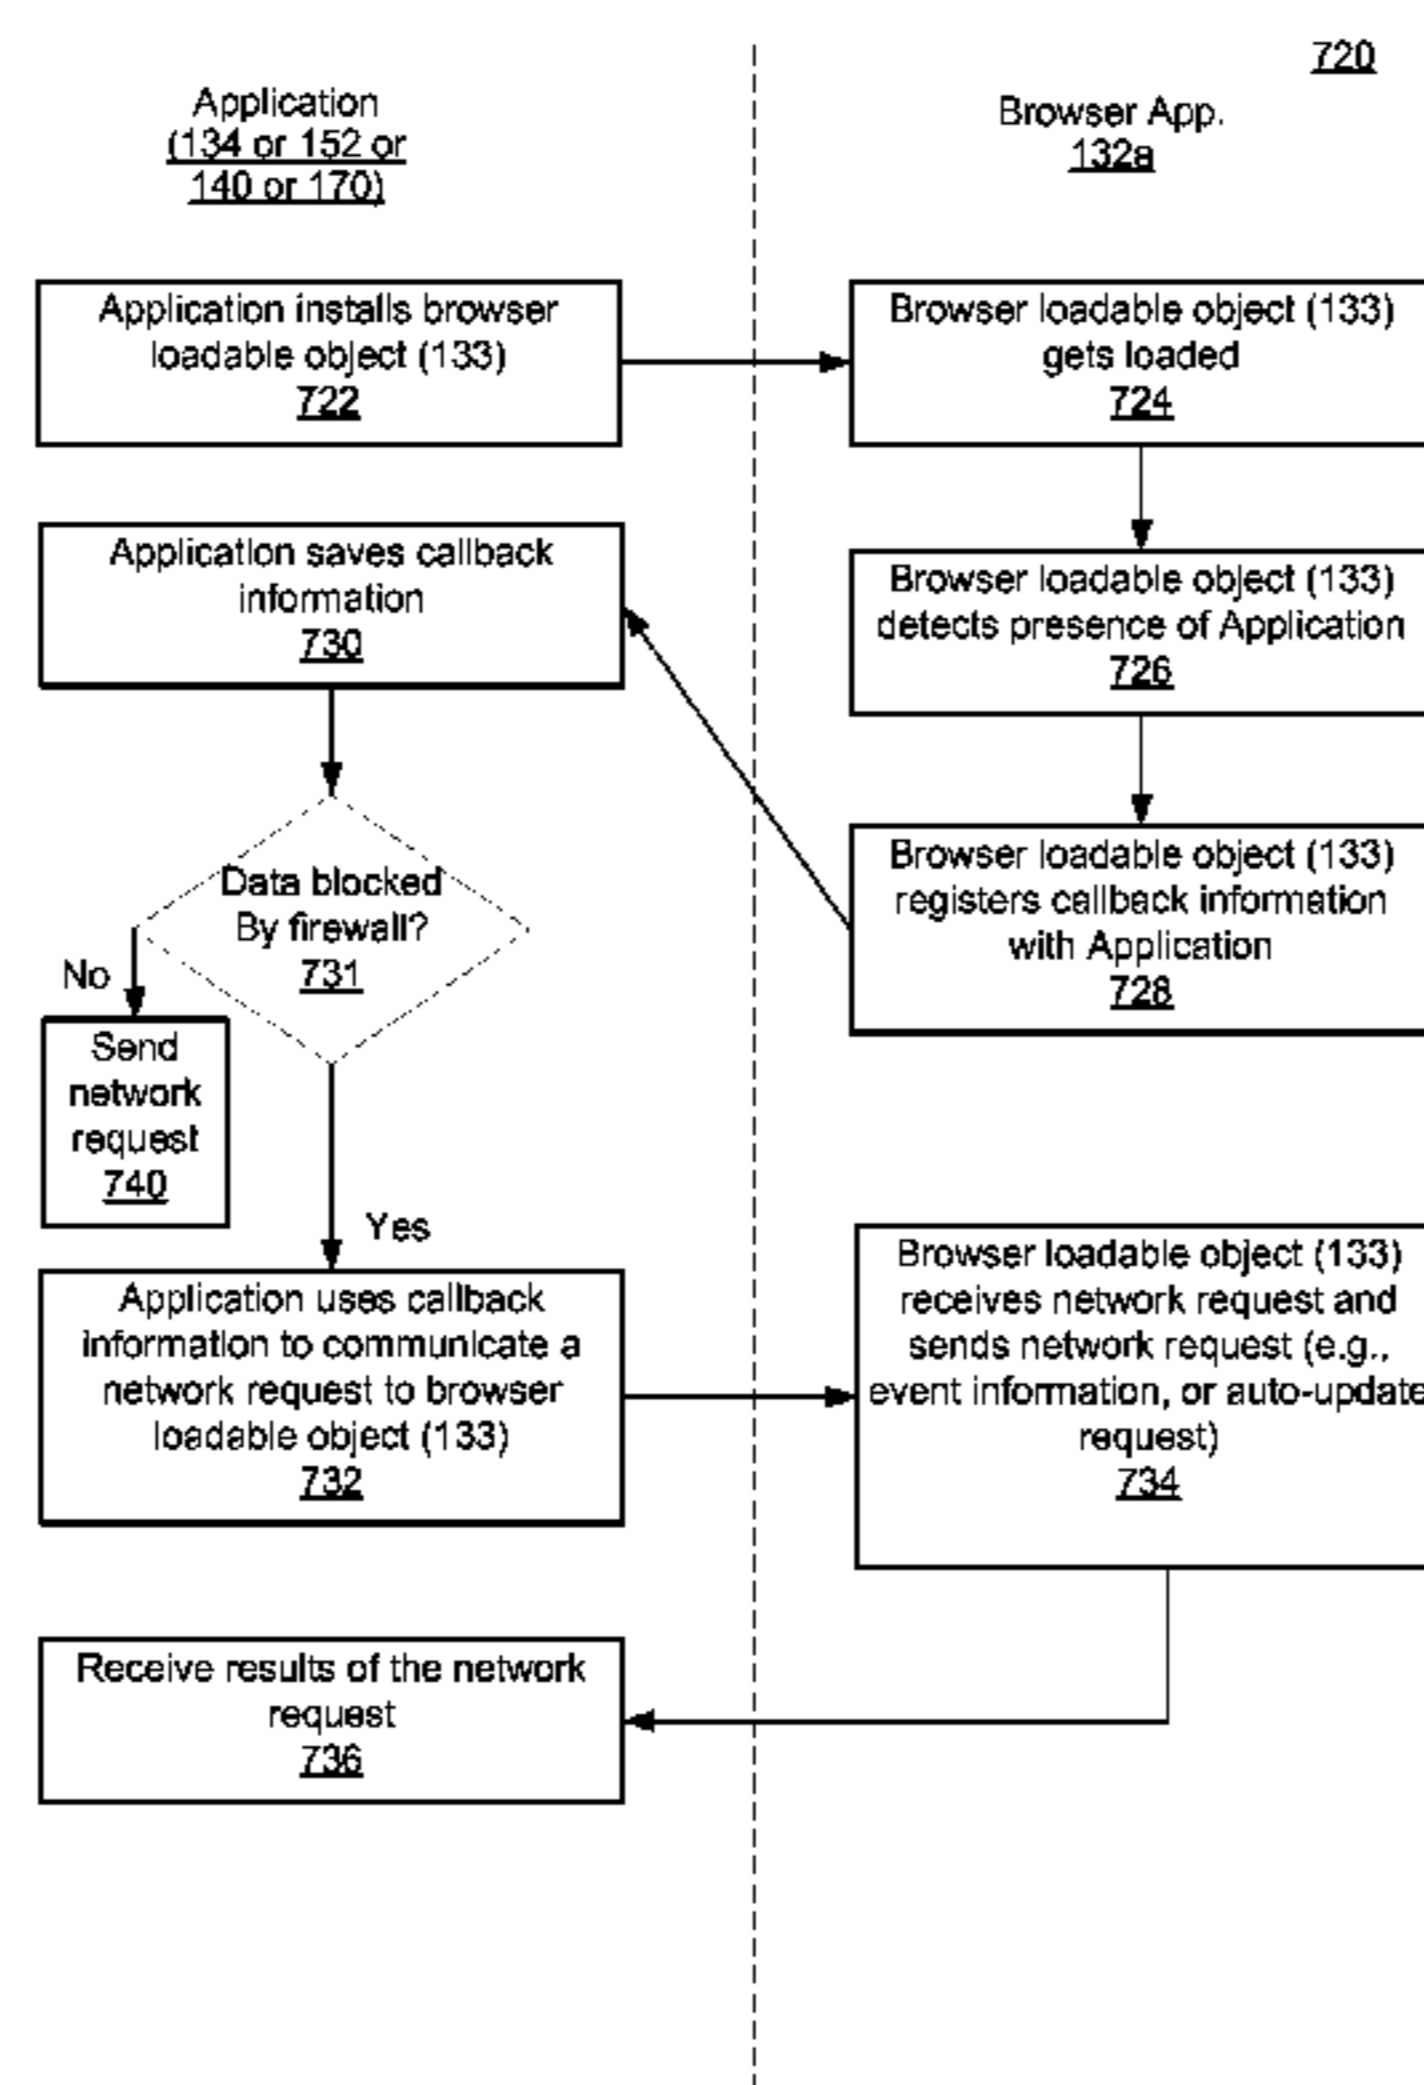 720
Application
(134 or 152 or
140 or 170)
Browser App.
132a
Application installs browser
loadable object (133)
722
Browser loadable object (133)
gets loaded
724
Application saves callback
information
730
Browser loadable object (133)
detects presence of Application
726
Browser loadable object (133)
registers callback information
with Application
728
Data blocked
By firewall?
731
No
Send
network
request
740
Yes
Application uses callback
information to communicate a
network request to browser
loadable object (133)
732
Browser loadable object (133)
receives network request and
sends network request (e.g.,
event information, or auto-update
request)
734
Receive results of the network
request
736